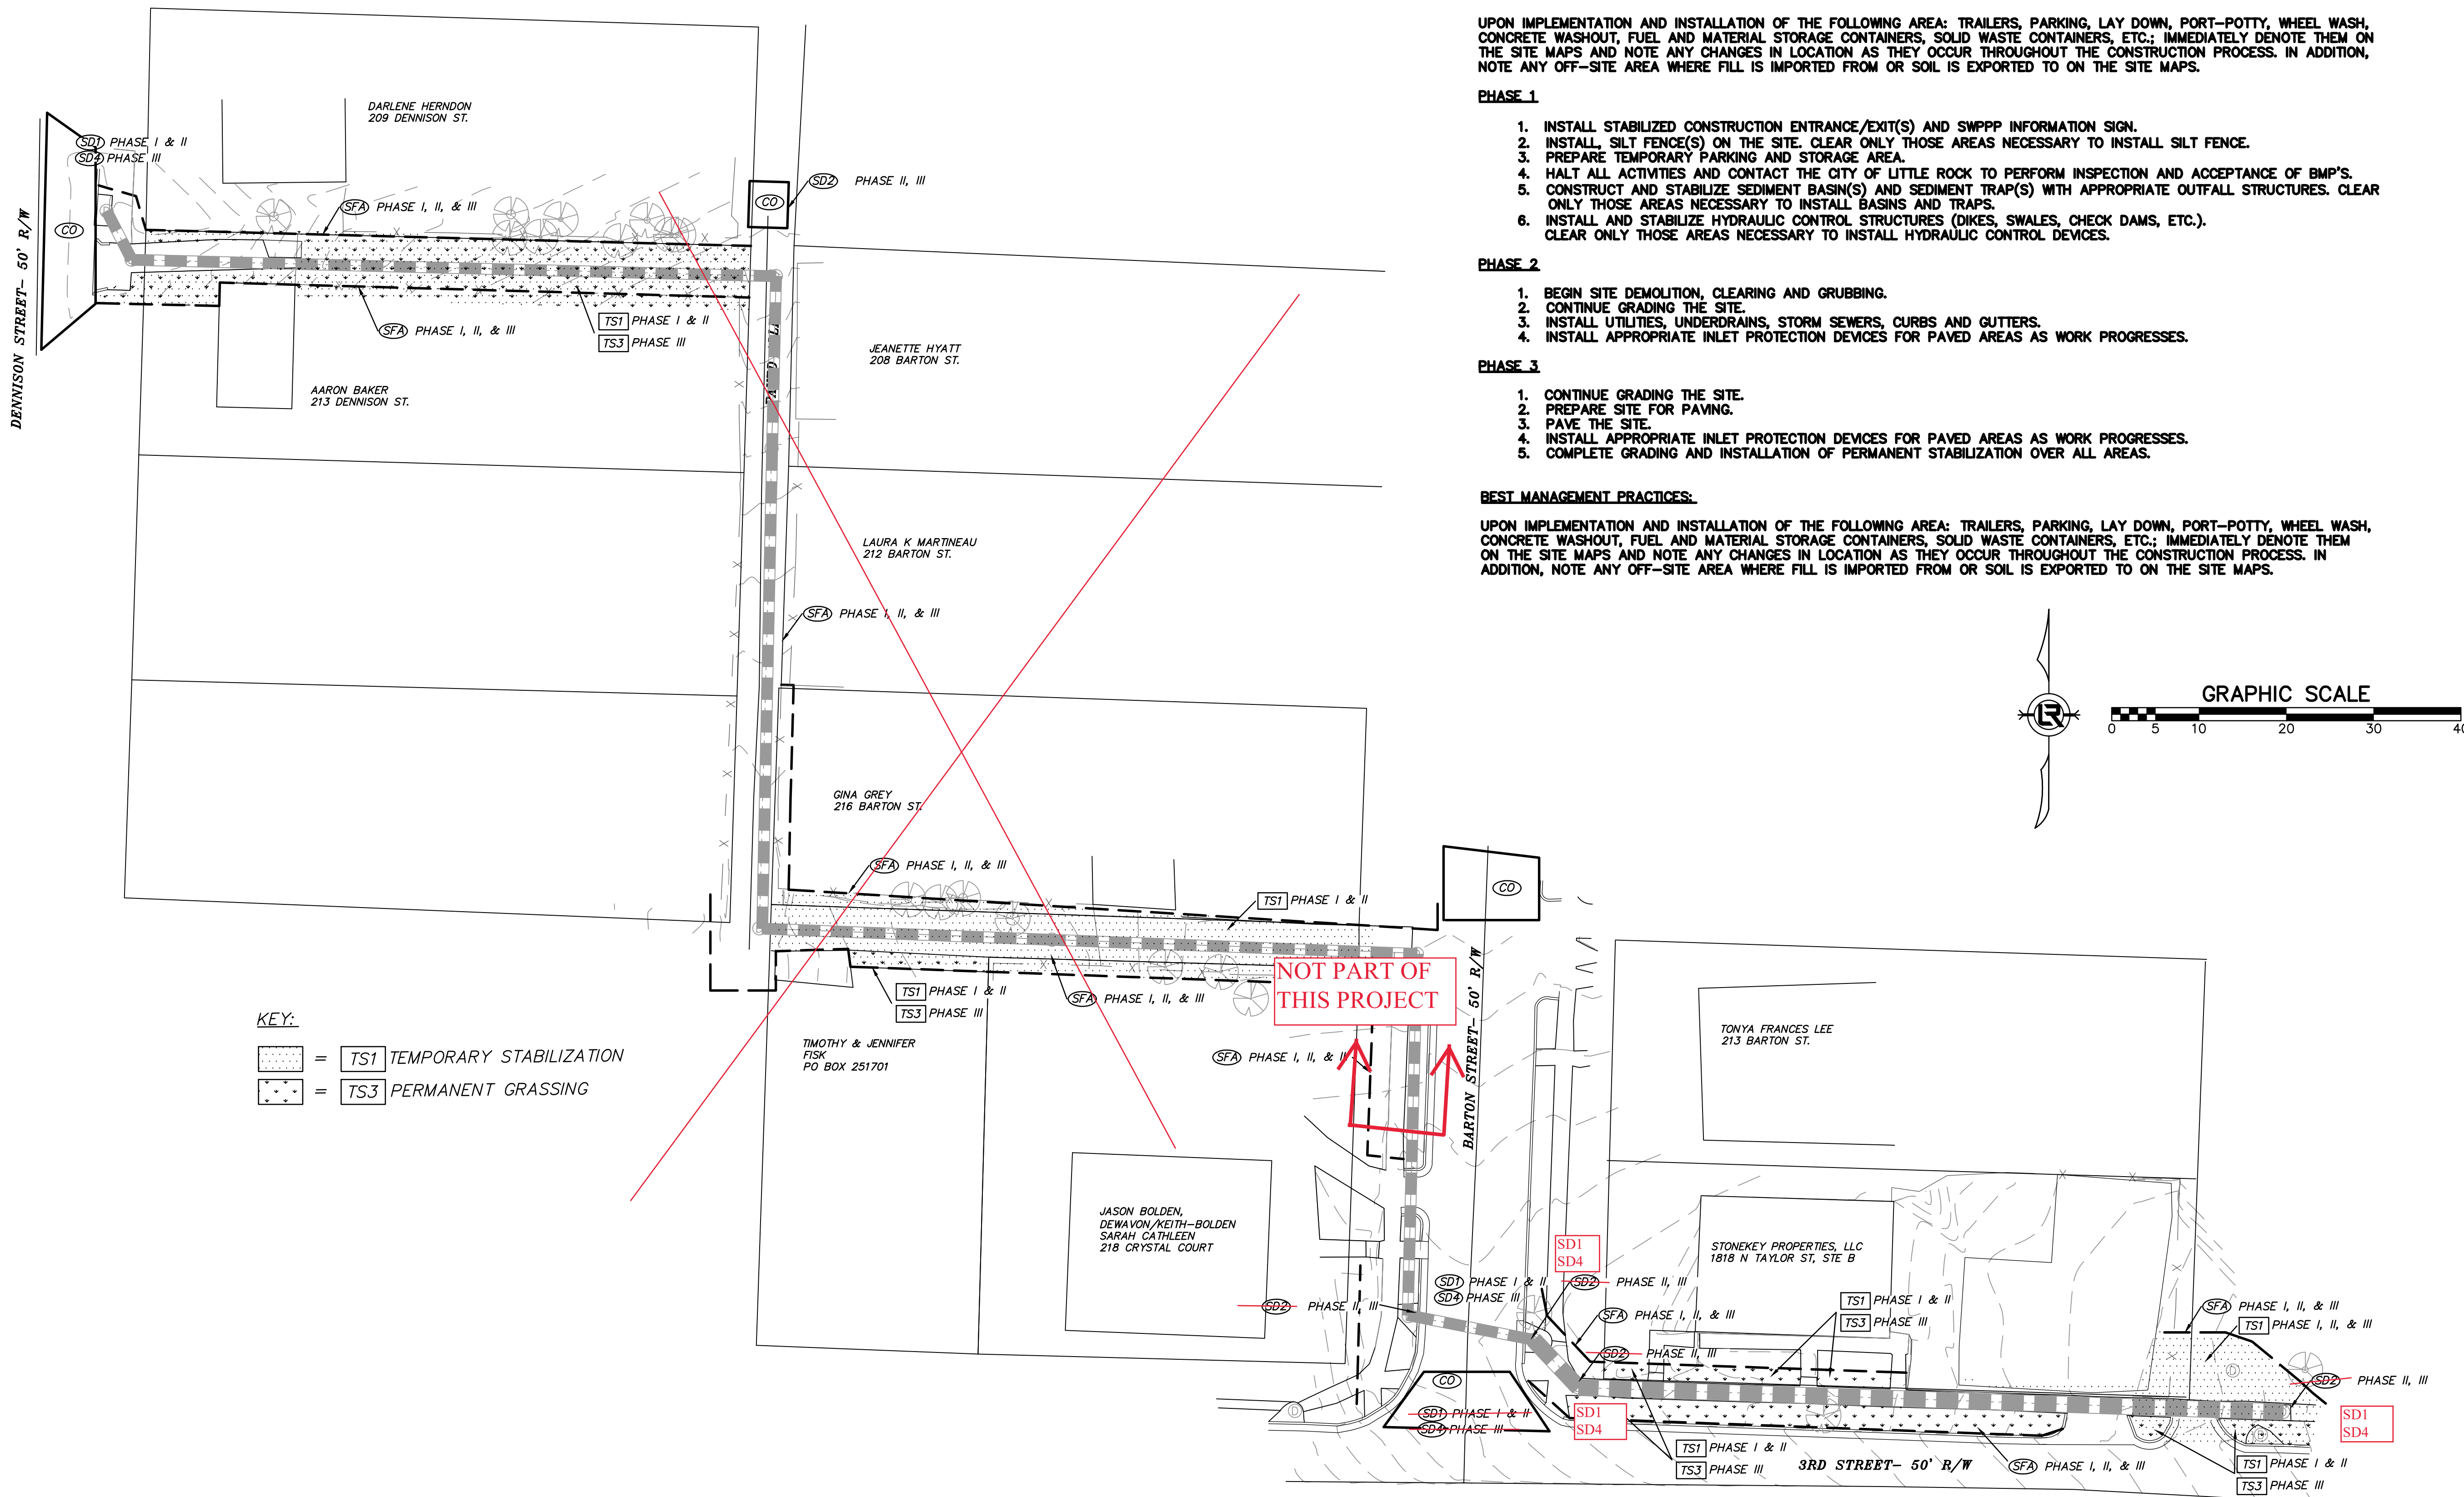 UPON IMPLEMENTATION AND INSTALLATION OF THE FOLLOWING AREA: TRAILERS, PARKING, LAY DOWN, PORT-POTTY, WHEEL WASH,
CONCRETE WASHOUT, FUEL AND MATERIAL STORAGE CONTAINERS, SOLID WASTE CONTAINERS, ETC.; IMMEDIATELY DENOTE THEM ON
THE SITE MAPS AND NOTE ANY CHANGES IN LOCATION AS THEY OCCUR THROUGHOUT THE CONSTRUCTION PROCESS. IN ADDITION,
NOTE ANY OFF-SITE AREA WHERE FILL IS IMPORTED FROM OR SOIL IS EXPORTED TO ON THE SITE MAPS.
PHASE 1
1. INSTALL STABILIZED CONSTRUCTION ENTRANCE/EXIT(S) AND SWPPP INFORMATION SIGN.
2. INSTALL, SILT FENCE(S) ON THE SITE. CLEAR ONLY THOSE AREAS NECESSARY TO INSTALL SILT FENCE.
3. PREPARE TEMPORARY PARKING AND STORAGE AREA.
4. HALT ALL ACTIVITIES AND CONTACT THE CITY OF LITTLE ROCK TO PERFORM INSPECTION AND ACCEPTANCE OF BMP'S.
5. CONSTRUCT AND STABILIZE SEDIMENT BASIN(S) AND SEDIMENT TRAP(S) WITH APPROPRIATE OUTFALL STRUCTURES. CLEAR
ONLY THOSE AREAS NECESSARY TO INSTALL BASINS AND TRAPS.
6. INSTALL AND STABILIZE HYDRAULIC CONTROL STRUCTURES (DIKES, SWALES, CHECK DAMS, ETC.).
CLEAR ONLY THOSE AREAS NECESSARY TO INSTALL HYDRAULIC CONTROL DEVICES.
PHASE 2
1. BEGIN SITE DEMOLITION, CLEARING AND GRUBBING.
2. CONTINUE GRADING THE SITE.
3. INSTALL UTILITIES, UNDERDRAINS, STORM SEWERS, CURBS AND GUTTERS.
4. INSTALL APPROPRIATE INLET PROTECTION DEVICES FOR PAVED AREAS AS WORK PROGRESSES.
PHASE 3
1. CONTINUE GRADING THE SITE.
2. PREPARE SITE FOR PAVING.
3. PAVE THE SITE.
4. INSTALL APPROPRIATE INLET PROTECTION DEVICES FOR PAVED AREAS AS WORK PROGRESSES.
5. COMPLETE GRADING AND INSTALLATION OF PERMANENT STABILIZATION OVER ALL AREAS.
BEST MANAGEMENT PRACTICES:
UPON IMPLEMENTATION AND INSTALLATION OF THE FOLLOWING AREA: TRAILERS, PARKING, LAY DOWN, PORT-POTTY, WHEEL WASH,
CONCRETE WASHOUT, FUEL AND MATERIAL STORAGE CONTAINERS, SOLID WASTE CONTAINERS, ETC.; IMMEDIATELY DENOTE THEM
ON THE SITE MAPS AND NOTE ANY CHANGES IN LOCATION AS THEY OCCUR THROUGHOUT THE CONSTRUCTION PROCESS. IN
ADDITION, NOTE ANY OFF-SITE AREA WHERE FILL IS IMPORTED FROM OR SOIL IS EXPORTED TO ON THE SITE MAPS.
LR
GRAPHIC SCALE
0 5 10 20 30 40
DENNISON STREET- 50' R/W
CO
SD1 PHASE I & II
SD4 PHASE III
DARLENE HERNDON
209 DENNISON ST.
SFA PHASE I, II, & III
CO
SD2 PHASE II, III
SFA PHASE I, II, & III
TS1 PHASE I & II
TS3 PHASE III
AARON BAKER
213 DENNISON ST.
JEANETTE HYATT
208 BARTON ST.
LAURA K MARTINEAU
212 BARTON ST.
SFA PHASE I, II, & III
GINA GREY
216 BARTON ST.
SFA PHASE I, II, & III
TS1 PHASE I & II
CO
TS1 PHASE I & II
TS3 PHASE III
SFA PHASE I, II, & III
NOT PART OF
THIS PROJECT
BARTON STREET- 50' R/W
KEY:
= TS1 TEMPORARY STABILIZATION
= TS3 PERMANENT GRASSING
TIMOTHY & JENNIFER
FISK
PO BOX 251701
SFA PHASE I, II, & III
TONYA FRANCES LEE
213 BARTON ST.
JASON BOLDEN,
DEWAVON/KEITH-BOLDEN
SARAH CATHLEEN
218 CRYSTAL COURT
STONEKEY PROPERTIES, LLC
1818 N TAYLOR ST, STE B
SD1
SD4
SD1 PHASE I & II
SD4 PHASE III
SD2 PHASE II, III
SD2 PHASE II, III
SFA PHASE I, II, & III
TS1 PHASE I & II
TS3 PHASE III
SFA PHASE I, II, & III
TS1 PHASE I, II, & III
SD2 PHASE II, III
SD2 PHASE II, III
CO
SD1 PHASE I & II
SD4 PHASE III
SD1
SD4
SD1
SD4
D
D
D
TS1 PHASE I & II
TS3 PHASE III
3RD STREET- 50' R/W
SFA PHASE I, II, & III
TS1 PHASE I & II
TS3 PHASE III